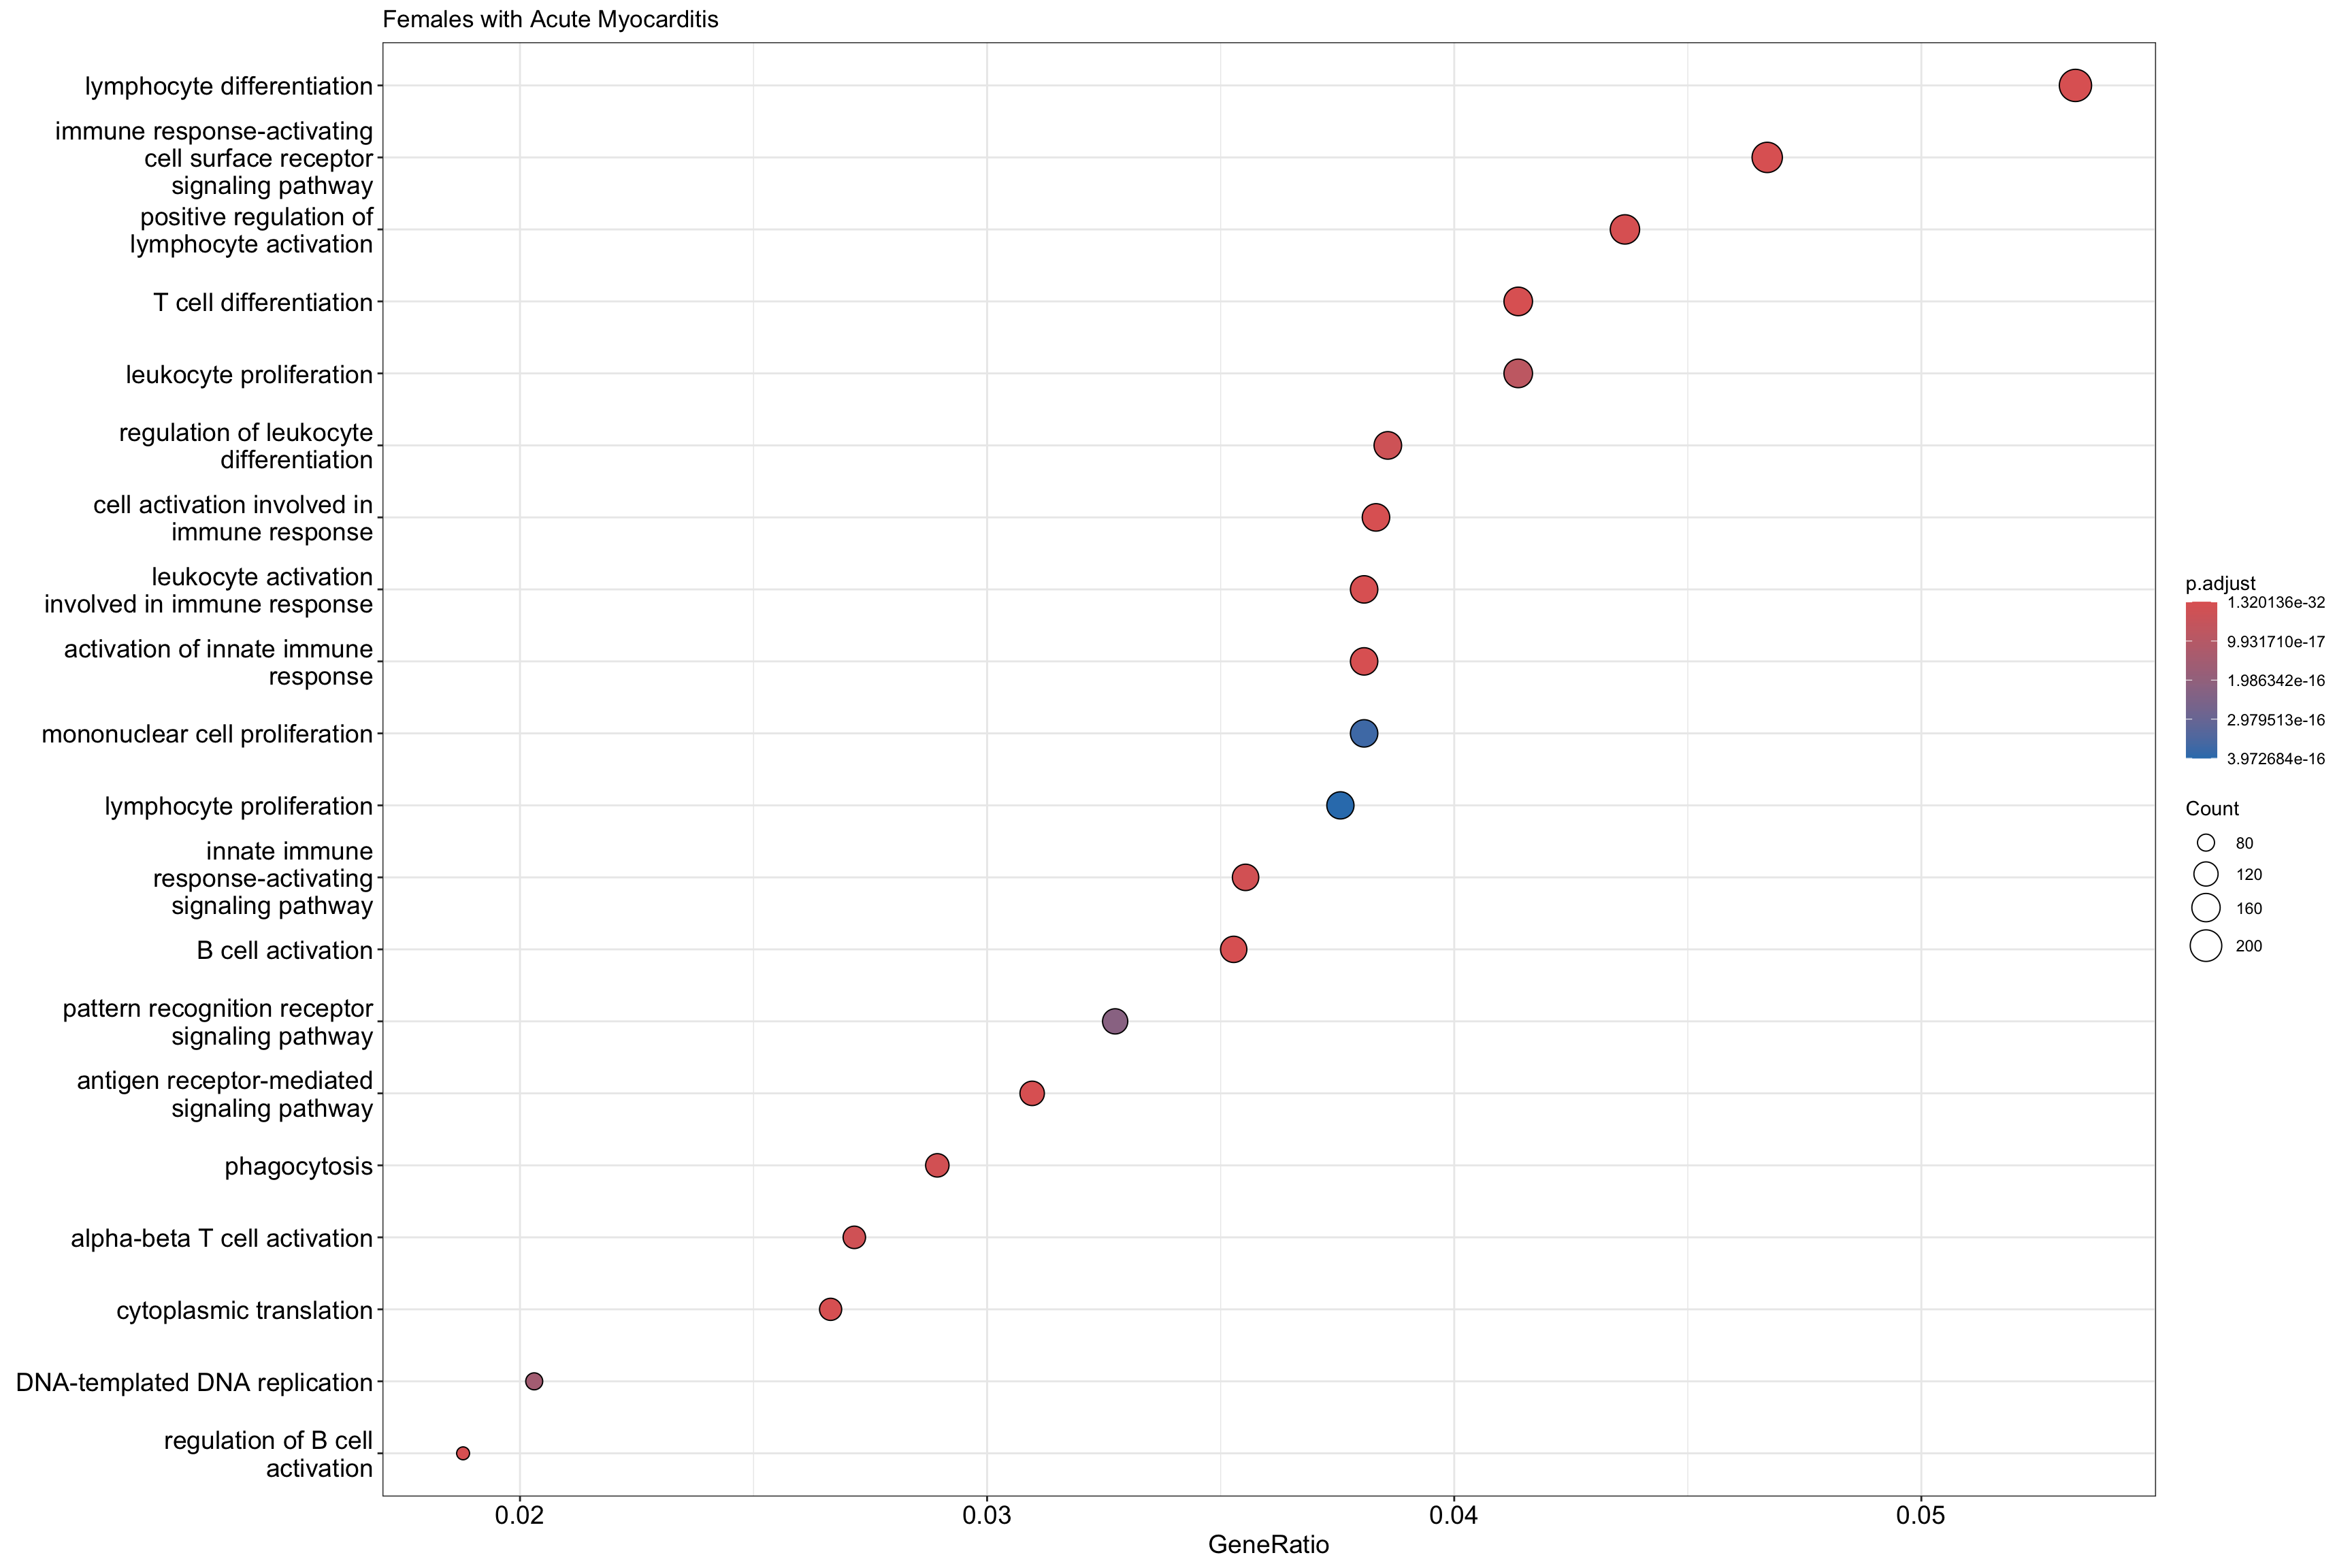 Females with Acute Myocarditis
lymphocyte differentiation
immune response-activating
cell surface receptor
signaling pathway
positive regulation of
lymphocyte activation
T cell differentiation
leukocyte proliferation
regulation of leukocyte
differentiation
cell activation involved in
immune response
leukocyte activation
involved in immune response
activation of innate immune
response
mononuclear cell proliferation
lymphocyte proliferation
innate immune
response-activating
signaling pathway
B cell activation
pattern recognition receptor
signaling pathway
antigen receptor-mediated
signaling pathway
phagocytosis
alpha-beta T cell activation
cytoplasmic translation
DNA-templated DNA replication
regulation of B cell
activation
0.02 0.03 0.04 0.05
GeneRatio
p.adjust
1.320136e-32
9.931710e-17
1.986342e-16
2.979513e-16
3.972684e-16
Count
80
120
160
200